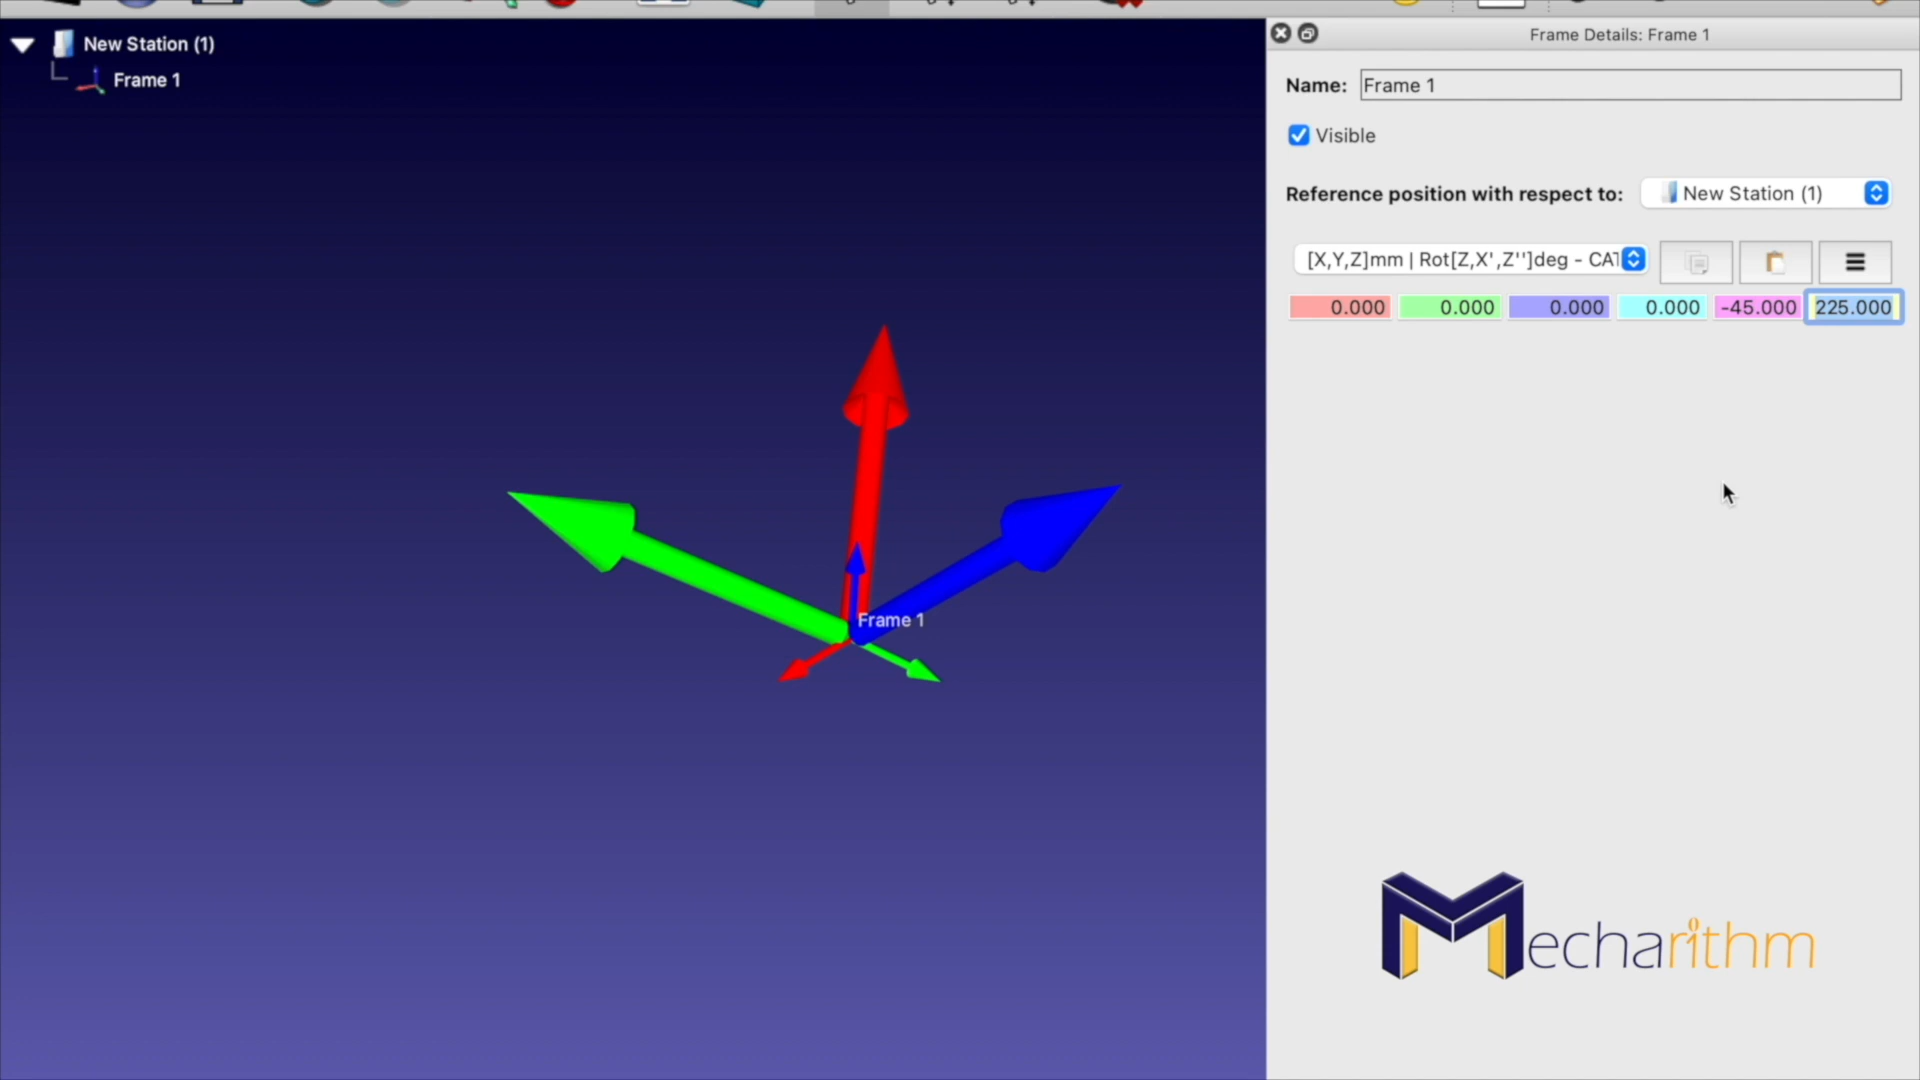 New Station (1)
Frame 1
Frame 1
Frame Details: Frame 1
Name: Frame 1
Visible
Reference position with respect to: New Station (1)
[X,Y,Z]mm | Rot[Z,X',Z'']deg - CAT
0.000 0.000 0.000 0.000 -45.000 225.000
Mecharithm